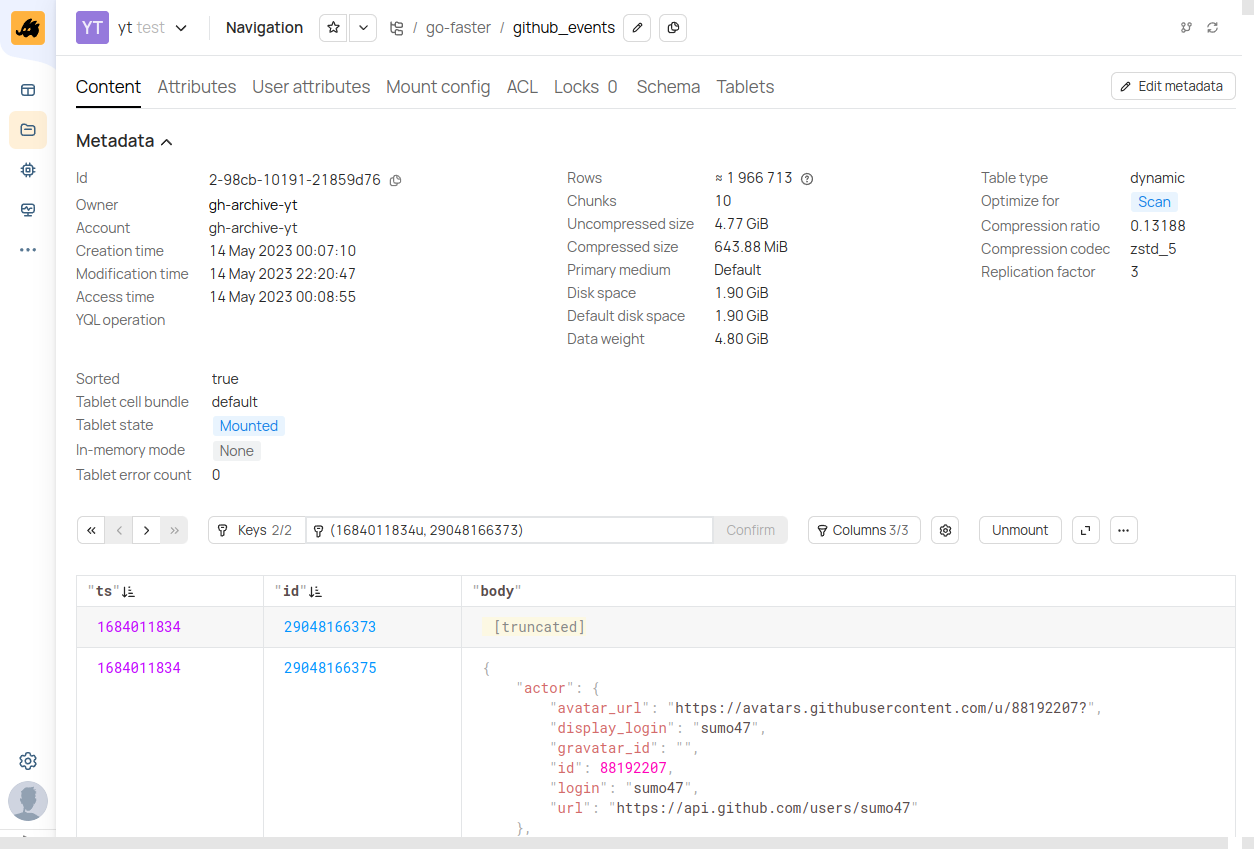 YT yt test Navigation / go-faster / github_events
Content Attributes User attributes Mount config ACL Locks 0 Schema Tablets Edit metadata
Metadata
Id 2-98cb-10191-21859d76
Owner gh-archive-yt
Account gh-archive-yt
Creation time 14 May 2023 00:07:10
Modification time 14 May 2023 22:20:47
Access time 14 May 2023 00:08:55
YQL operation
Rows ≈ 1 966 713
Chunks 10
Uncompressed size 4.77 GiB
Compressed size 643.88 MiB
Primary medium Default
Disk space 1.90 GiB
Default disk space 1.90 GiB
Data weight 4.80 GiB
Table type dynamic
Optimize for Scan
Compression ratio 0.13188
Compression codec zstd_5
Replication factor 3
Sorted true
Tablet cell bundle default
Tablet state Mounted
In-memory mode None
Tablet error count 0
Keys 2/2 (1684011834u, 29048166373) Confirm Columns 3/3 Unmount
"ts" "id" "body"
1684011834 29048166373 [truncated]
1684011834 29048166375 {
"actor": {
"avatar_url": "https://avatars.githubusercontent.com/u/88192207?",
"display_login": "sumo47",
"gravatar_id": "",
"id": 88192207,
"login": "sumo47",
"url": "https://api.github.com/users/sumo47"
},